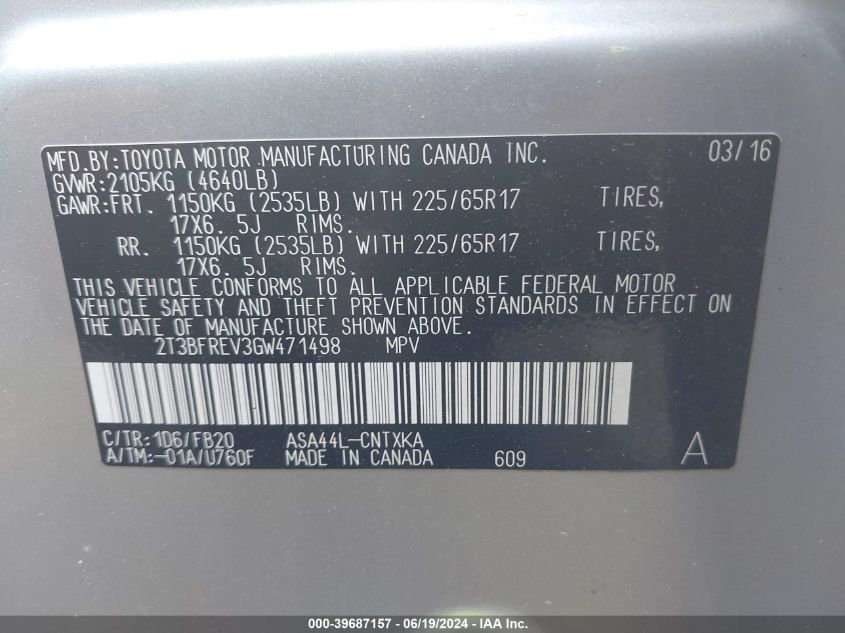 MFD.BY:TOYOTA MOTOR MANUFACTURING CANADA INC. 03/16
GVWR:2105KG (4640LB)
GAWR:FRT. 1150KG (2535LB) WITH 225/65R17 TIRES,
17X6. 5J RIMS.
RR. 1150KG (2535LB) WITH 225/65R17 TIRES,
17X6. 5J RIMS.
THIS VEHICLE CONFORMS TO ALL APPLICABLE FEDERAL MOTOR
VEHICLE SAFETY AND THEFT PREVENTION STANDARDS IN EFFECT ON
THE DATE OF MANUFACTURE SHOWN ABOVE.
2T3BFREV3GW471498 MPV
C/TR:1D6/FB20 ASA44L-CNTXKA
A/TM:-01A/U760F MADE IN CANADA 609 A
000-39687157 - 06/19/2024 - IAA Inc.